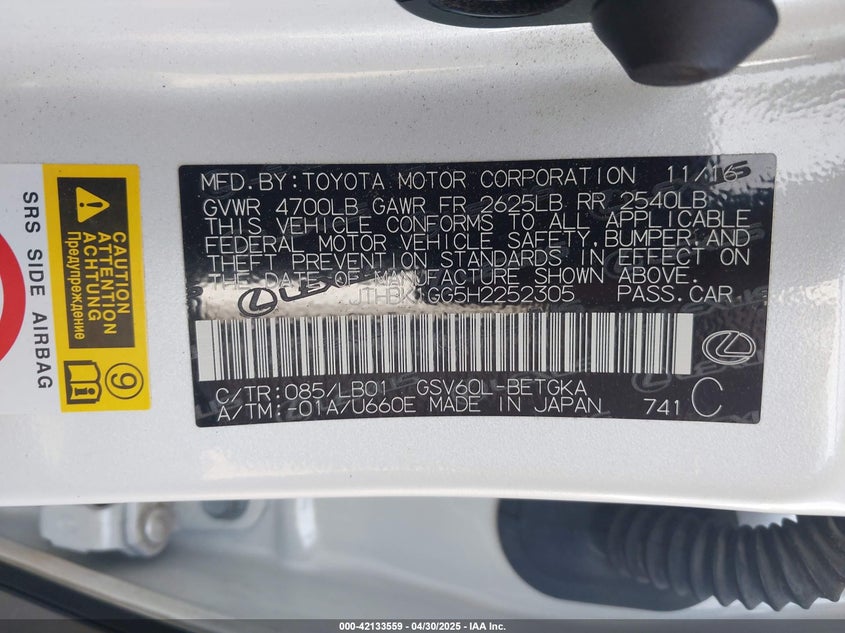 MFD. BY: TOYOTA MOTOR CORPORATION 11/16
GVWR 4700LB GAWR FR 2625LB RR 2540LB
THIS VEHICLE CONFORMS TO ALL APPLICABLE
FEDERAL MOTOR VEHICLE SAFETY, BUMPER, AND
THEFT PREVENTION STANDARDS IN EFFECT ON
THE DATE OF MANUFACTURE SHOWN ABOVE.
GG5H2252305 PASS.CAR
C/TR: 085/LB01 GSV60L-BETGKA
A/TM: -01A/U660E MADE IN JAPAN 741 C
SRS SIDE AIRBAG
CAUTION
ATTENTION
ACHTUNG
Предупреждение
9
LEXUS
000-42133559 - 04/30/2025 - IAA Inc.